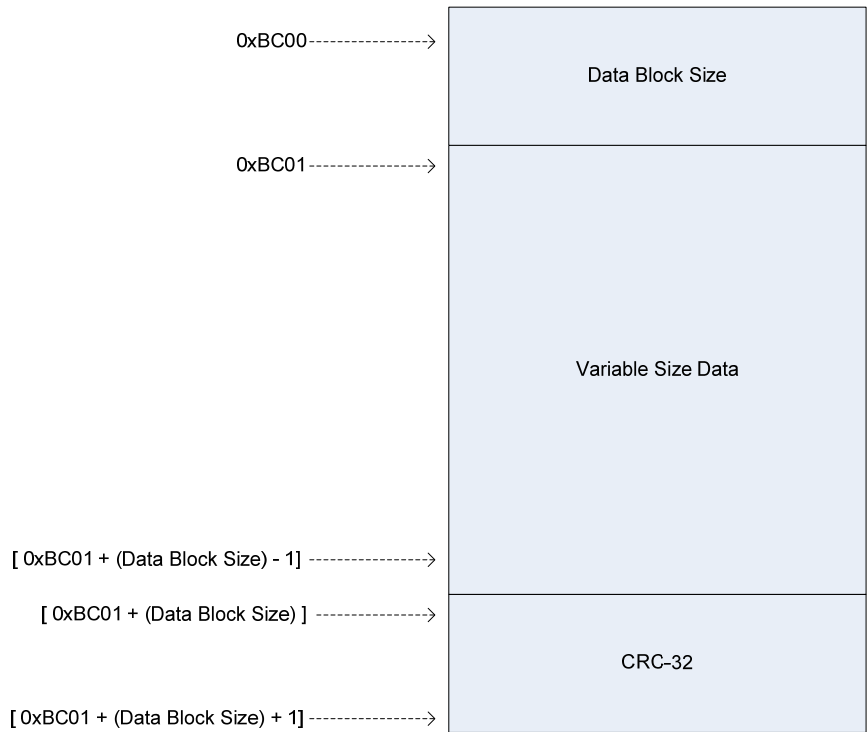 0xBC00
Data Block Size
0xBC01
Variable Size Data
[ 0xBC01 + (Data Block Size) - 1]
[ 0xBC01 + (Data Block Size) ]
CRC-32
[ 0xBC01 + (Data Block Size) + 1]